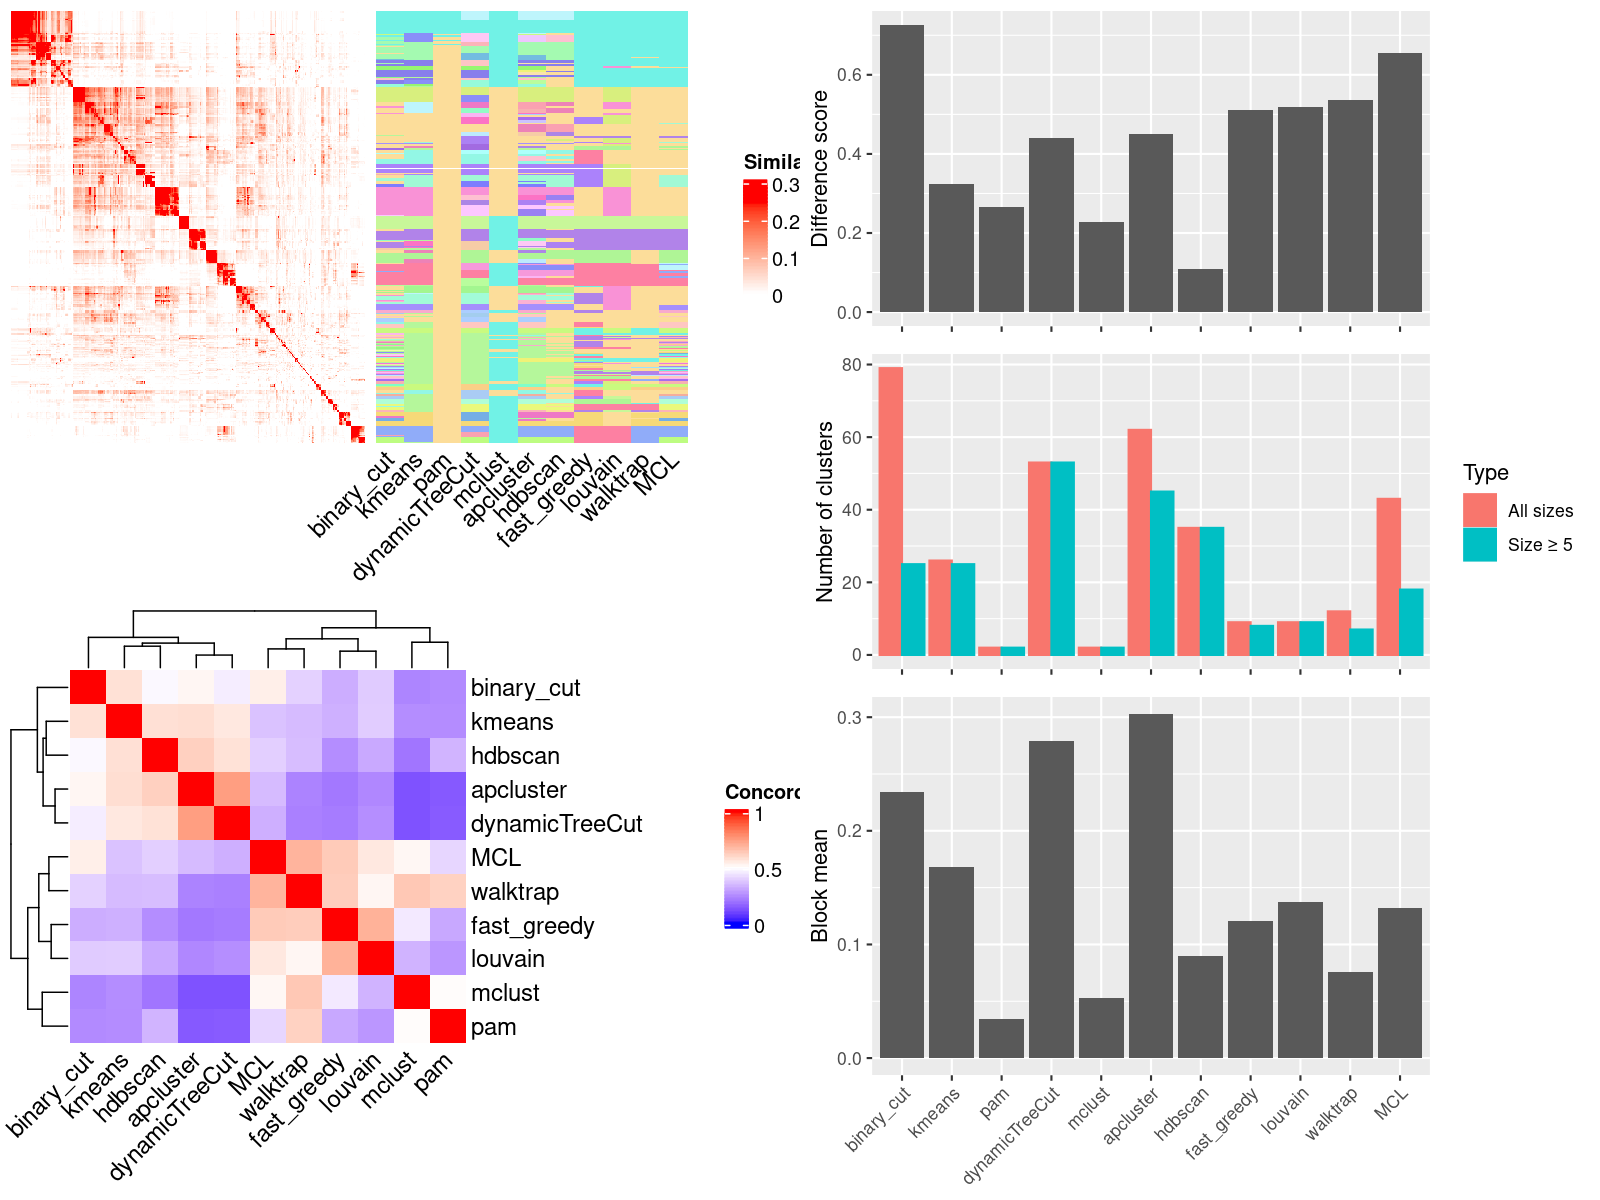 Simila
0.3
0.2
0.1
0
binary_cut
kmeans
pam
dynamicTreeCut
mclust
apcluster
hdbscan
fast_greedy
louvain
walktrap
MCL
binary_cut
kmeans
hdbscan
apcluster
dynamicTreeCut
MCL
walktrap
fast_greedy
louvain
mclust
pam
binary_cut
kmeans
hdbscan
apcluster
dynamicTreeCut
MCL
walktrap
fast_greedy
louvain
mclust
pam
Concord
1
0.5
0
Difference score
0.6
0.4
0.2
0.0
Number of clusters
80
60
40
20
0
Type
All sizes
Size ≥ 5
Block mean
0.3
0.2
0.1
0.0
binary_cut
kmeans
pam
dynamicTreeCut
mclust
apcluster
hdbscan
fast_greedy
louvain
walktrap
MCL